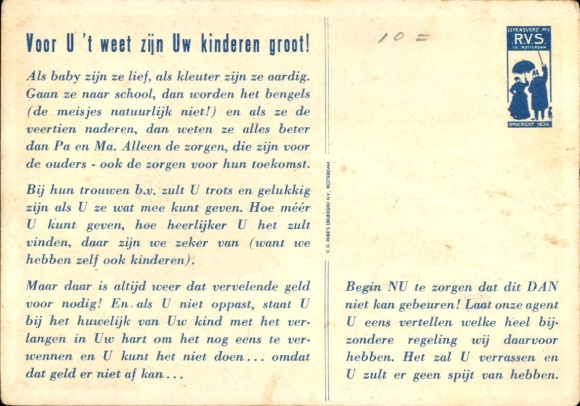 Voor U 't weet zijn Uw kinderen groot!
Als baby zijn ze lief, als kleuter zijn ze aardig.
Gaan ze naar school, dan worden het bengels
(de meisjes natuurlijk niet!) en als ze de
veertien naderen, dan weten ze alles beter
dan Pa en Ma. Alleen de zorgen, die zijn voor
de ouders - ook de zorgen voor hun toekomst.
Bij hun trouwen b.v. zult U trots en gelukkig
zijn als U ze wat mee kunt geven. Hoe méér
U kunt geven, hoe heerlijker U het zult
vinden, daar zijn we zeker van (want we
hebben zelf ook kinderen).
Maar daar is altijd weer dat vervelende geld
voor nodig! En als U niet oppast, staat U
bij het huwelijk van Uw kind met het ver-
langen in Uw hart om het nog eens te ver-
wennen en U kunt het niet doen... omdat
dat geld er niet af kan...
V. D. RHEE'S DRUKKERIJ N.V., ROTTERDAM
10 =
LEVENSVERZ. MIJ
RVS
TE ROTTERDAM
OPGERICHT 1838
Begin NU te zorgen dat dit DAN
niet kan gebeuren! Laat onze agent
U eens vertellen welke heel bij-
zondere regeling wij daarvoor
hebben. Het zal U verrassen en
U zult er geen spijt van hebben.